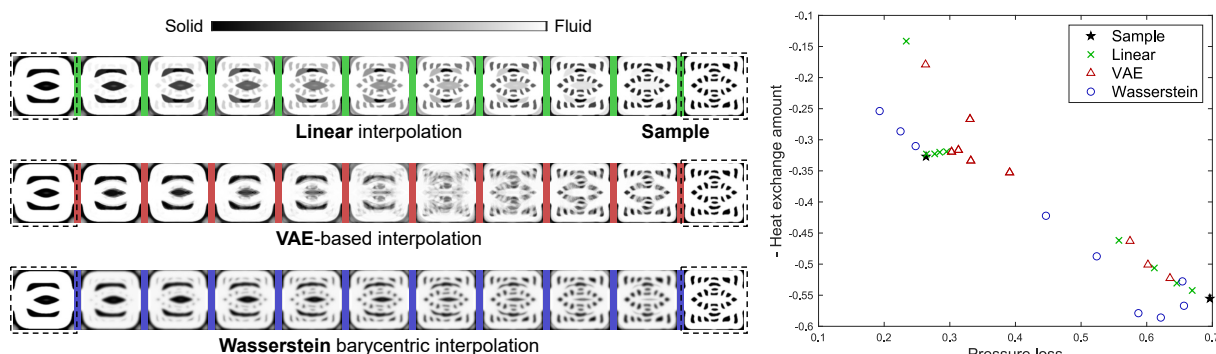 Solid Fluid
Linear interpolation Sample
VAE-based interpolation
Wasserstein barycentric interpolation
-0.1
-0.15
-0.2
-0.25
-0.3
-0.35
-0.4
-0.45
-0.5
-0.55
-0.6
- Heat exchange amount
Sample
Linear
VAE
Wasserstein
0.1 0.2 0.3 0.4 0.5 0.6 0.7
Pressure loss